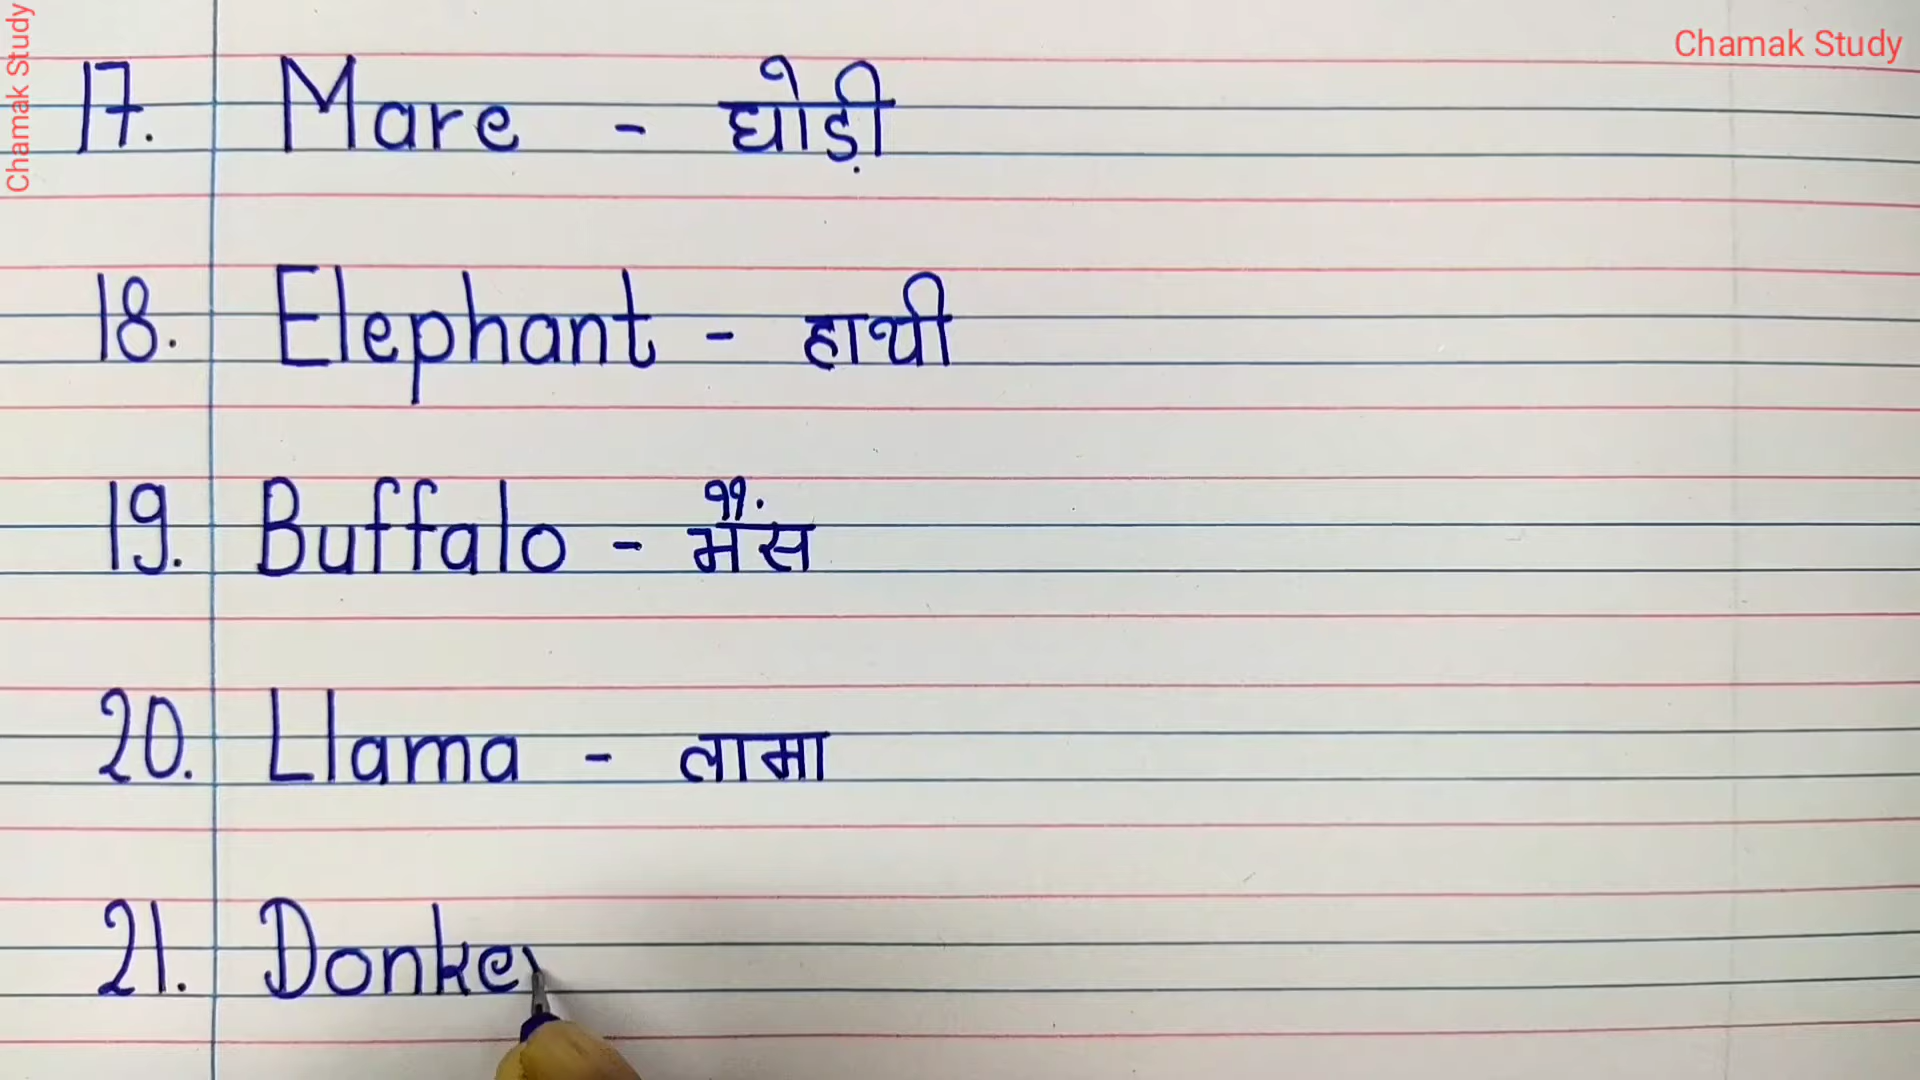 Chamak Study
Chamak Study
17. Mare - घोड़ी
18. Elephant - हाथी
19. Buffalo - भैंस
20. Llama - लामा
21. Donke